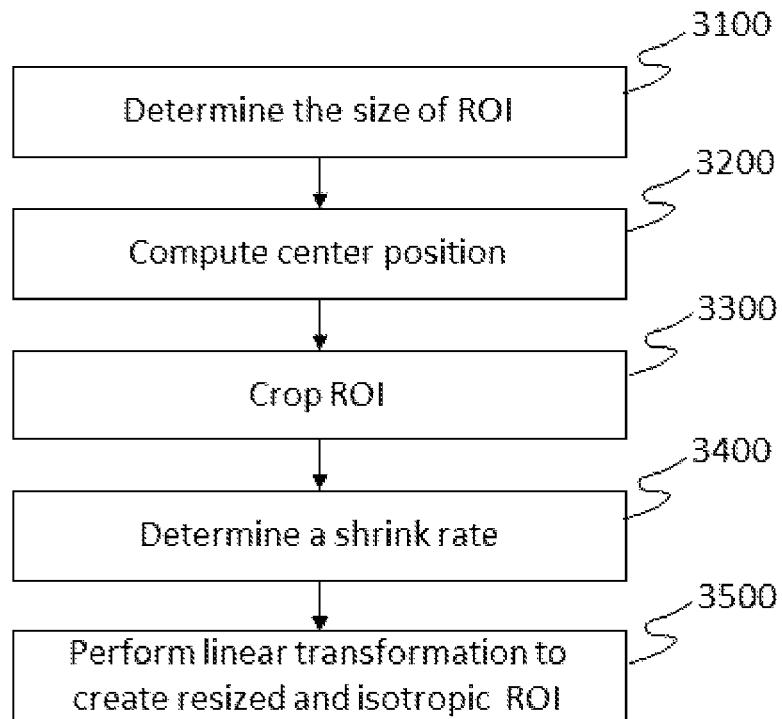 3100
Determine the size of ROI
3200
Compute center position
3300
Crop ROI
3400
Determine a shrink rate
3500
Perform linear transformation to
create resized and isotropic ROI